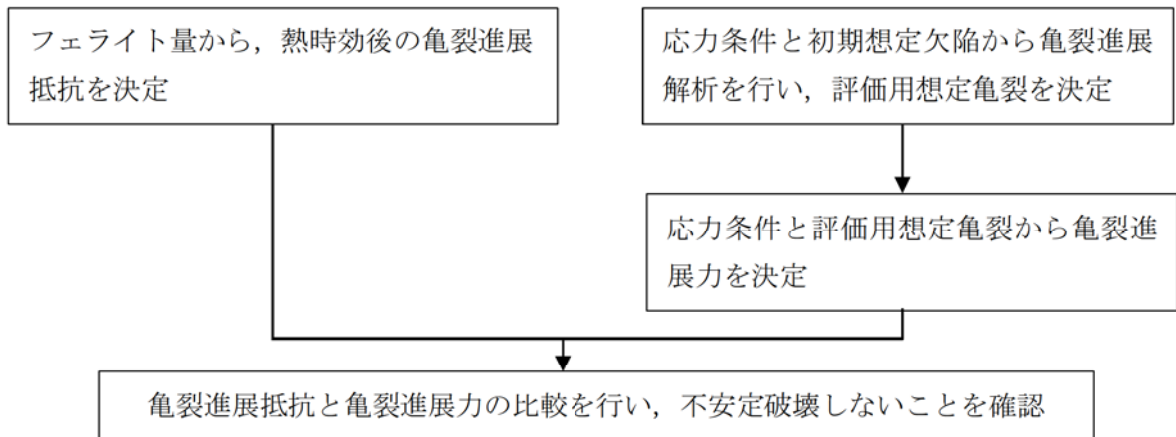 フェライト量から，熱時効後の亀裂進展
抵抗を決定
応力条件と初期想定欠陥から亀裂進展
解析を行い，評価用想定亀裂を決定
応力条件と評価用想定亀裂から亀裂進
展力を決定
亀裂進展抵抗と亀裂進展力の比較を行い，不安定破壊しないことを確認